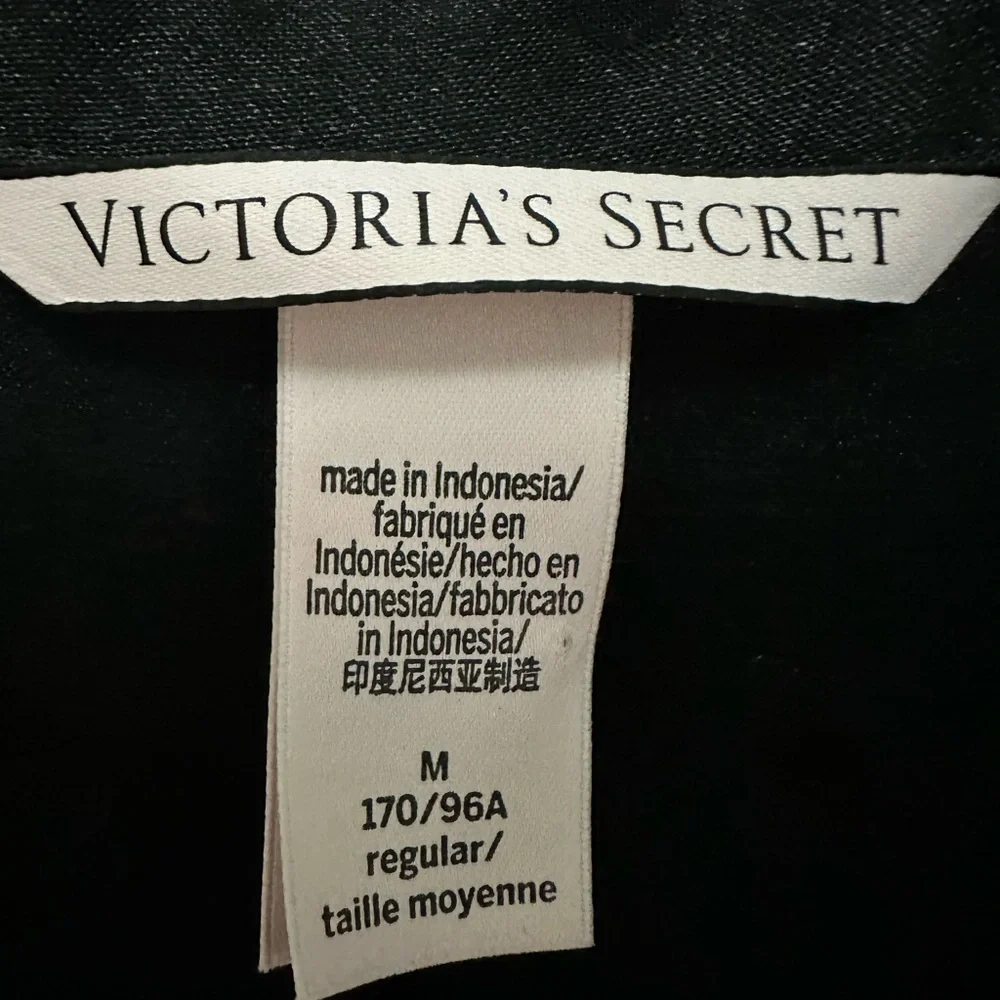 VICTORIA'S SECRET
made in Indonesia/
fabriqué en
Indonésie/hecho en
Indonesia/fabbricato
in Indonesia/
印度尼西亚制造
M
170/96A
regular/
taille moyenne